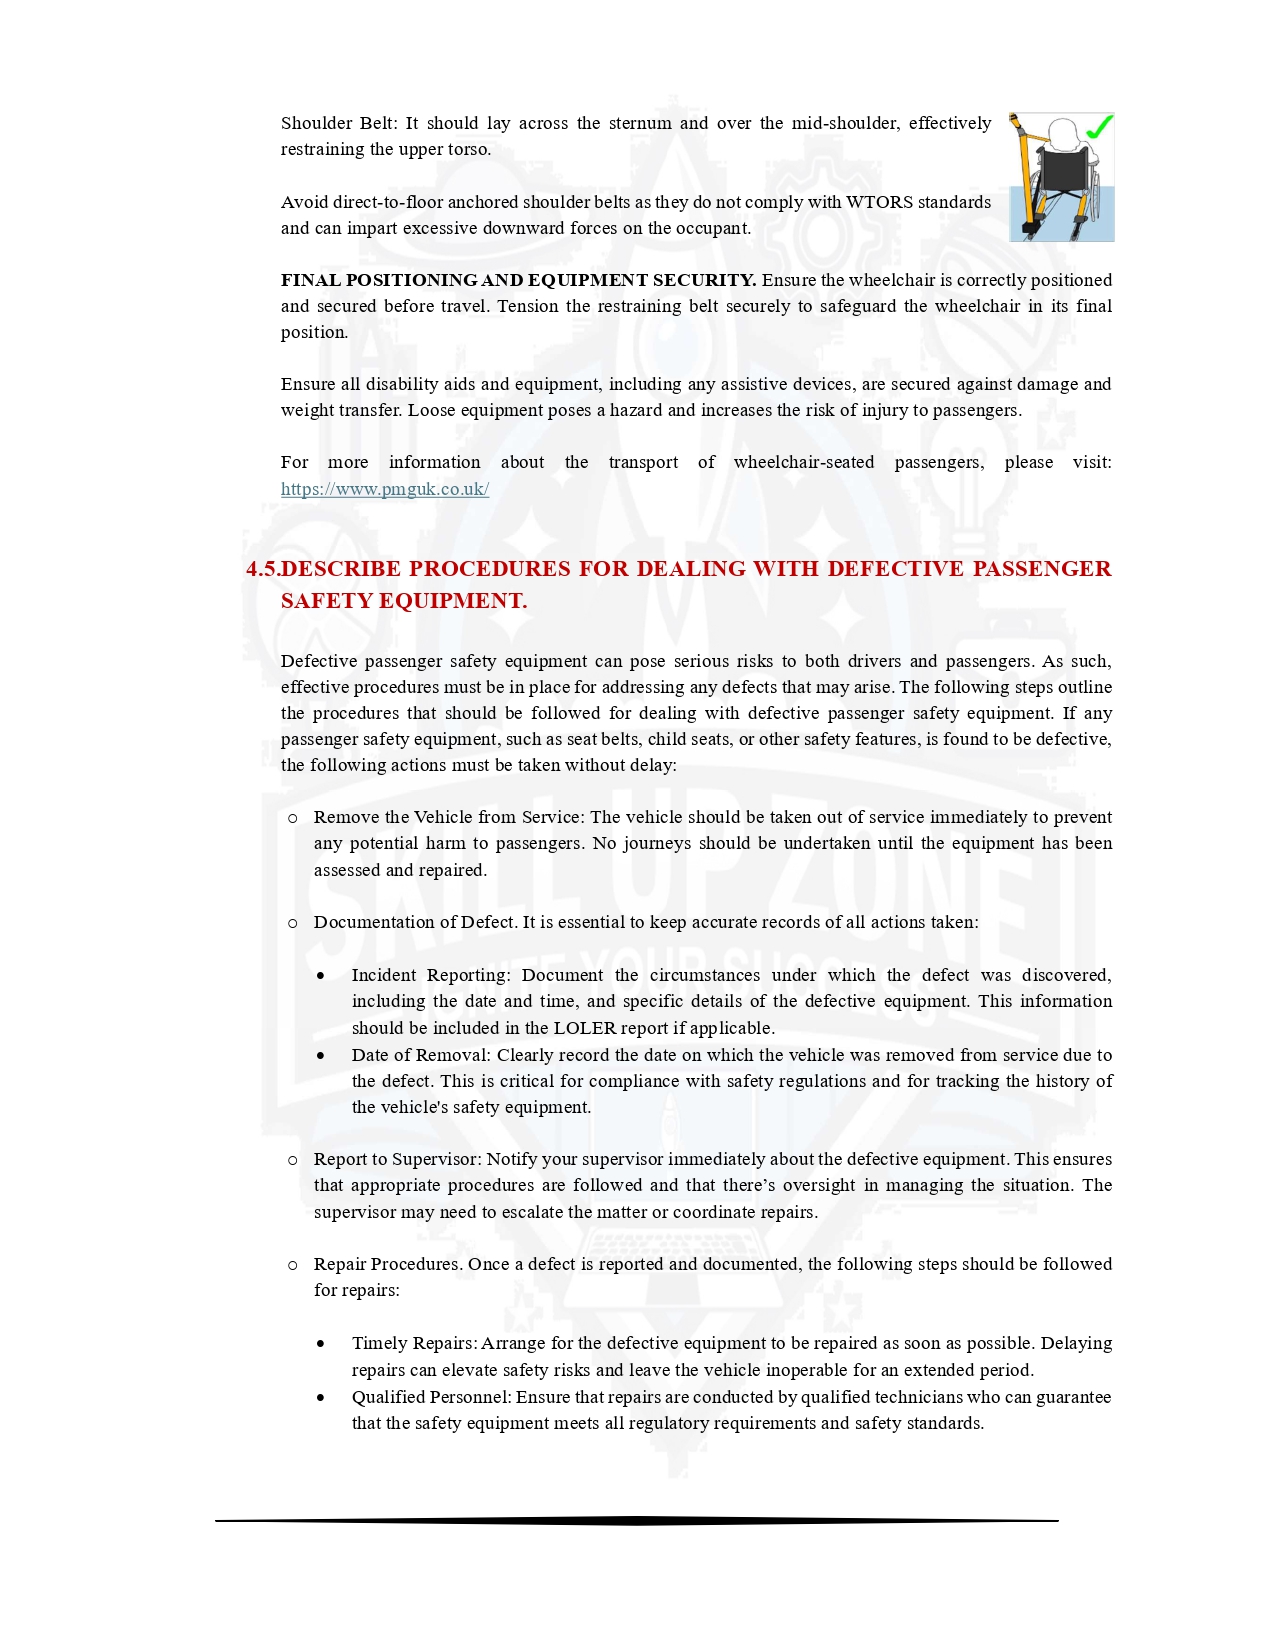 Shoulder Belt: It should lay across the sternum and over the mid-shoulder, effectively
restraining the upper torso.
Avoid direct-to-floor anchored shoulder belts as they do not comply with WTORS standards
and can impart excessive downward forces on the occupant.
FINAL POSITIONING AND EQUIPMENT SECURITY. Ensure the wheelchair is correctly positioned
and secured before travel. Tension the restraining belt securely to safeguard the wheelchair in its final
position.
Ensure all disability aids and equipment, including any assistive devices, are secured against damage and
weight transfer. Loose equipment poses a hazard and increases the risk of injury to passengers.
For more information about the transport of wheelchair-seated passengers, please visit:
https://www.pmguk.co.uk/
4.5.DESCRIBE PROCEDURES FOR DEALING WITH DEFECTIVE PASSENGER
SAFETY EQUIPMENT.
Defective passenger safety equipment can pose serious risks to both drivers and passengers. As such,
effective procedures must be in place for addressing any defects that may arise. The following steps outline
the procedures that should be followed for dealing with defective passenger safety equipment. If any
passenger safety equipment, such as seat belts, child seats, or other safety features, is found to be defective,
the following actions must be taken without delay:
o Remove the Vehicle from Service: The vehicle should be taken out of service immediately to prevent
any potential harm to passengers. No journeys should be undertaken until the equipment has been
assessed and repaired.
o Documentation of Defect. It is essential to keep accurate records of all actions taken:
• Incident Reporting: Document the circumstances under which the defect was discovered,
including the date and time, and specific details of the defective equipment. This information
should be included in the LOLER report if applicable.
• Date of Removal: Clearly record the date on which the vehicle was removed from service due to
the defect. This is critical for compliance with safety regulations and for tracking the history of
the vehicle's safety equipment.
o Report to Supervisor: Notify your supervisor immediately about the defective equipment. This ensures
that appropriate procedures are followed and that there’s oversight in managing the situation. The
supervisor may need to escalate the matter or coordinate repairs.
o Repair Procedures. Once a defect is reported and documented, the following steps should be followed
for repairs:
• Timely Repairs: Arrange for the defective equipment to be repaired as soon as possible. Delaying
repairs can elevate safety risks and leave the vehicle inoperable for an extended period.
• Qualified Personnel: Ensure that repairs are conducted by qualified technicians who can guarantee
that the safety equipment meets all regulatory requirements and safety standards.
SKILL UP ZONE
IGNITE YOUR SUCCESS